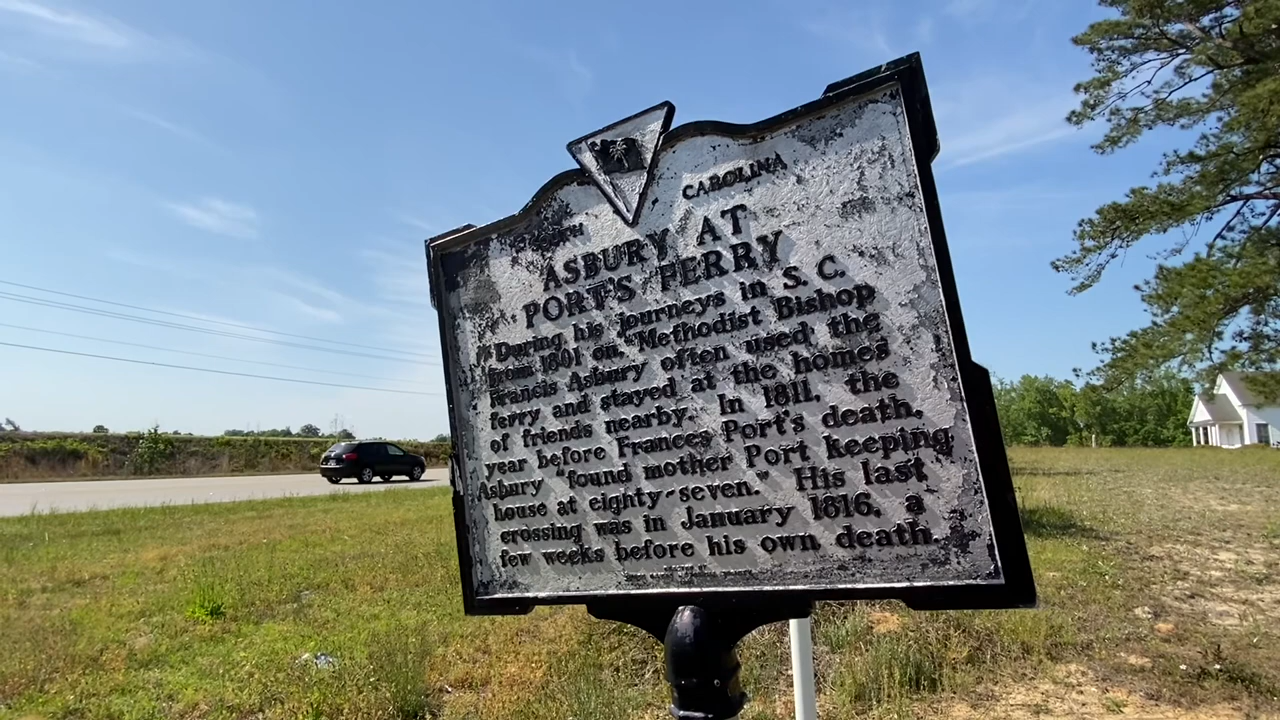 CAROLINA
ASBURY AT
PORT'S FERRY
During his journeys in S. C.
from 1801 on, Methodist Bishop
Francis Asbury often used the
ferry and stayed at the homes
of friends nearby. In 1811, the
year before Frances Port's death,
Asbury "found mother Port keeping
house at eighty-seven." His last
crossing was in January 1816, a
few weeks before his own death.